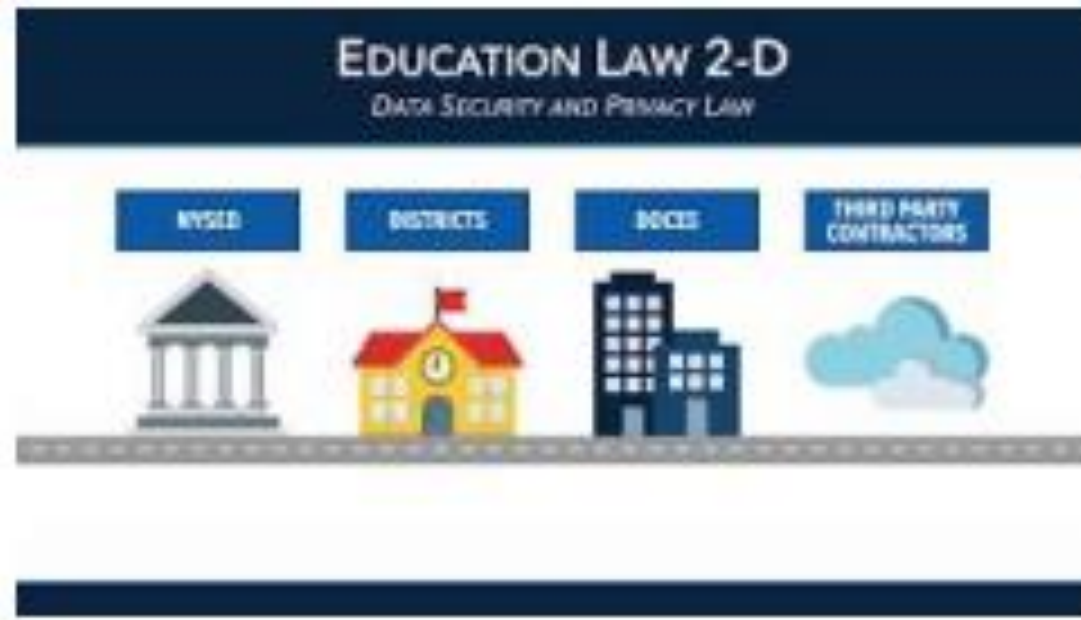 EDUCATION LAW 2-D
DATA SECURITY AND PRIVACY LAW
NYSED
DISTRICTS
BOCES
THIRD PARTY
CONTRACTORS